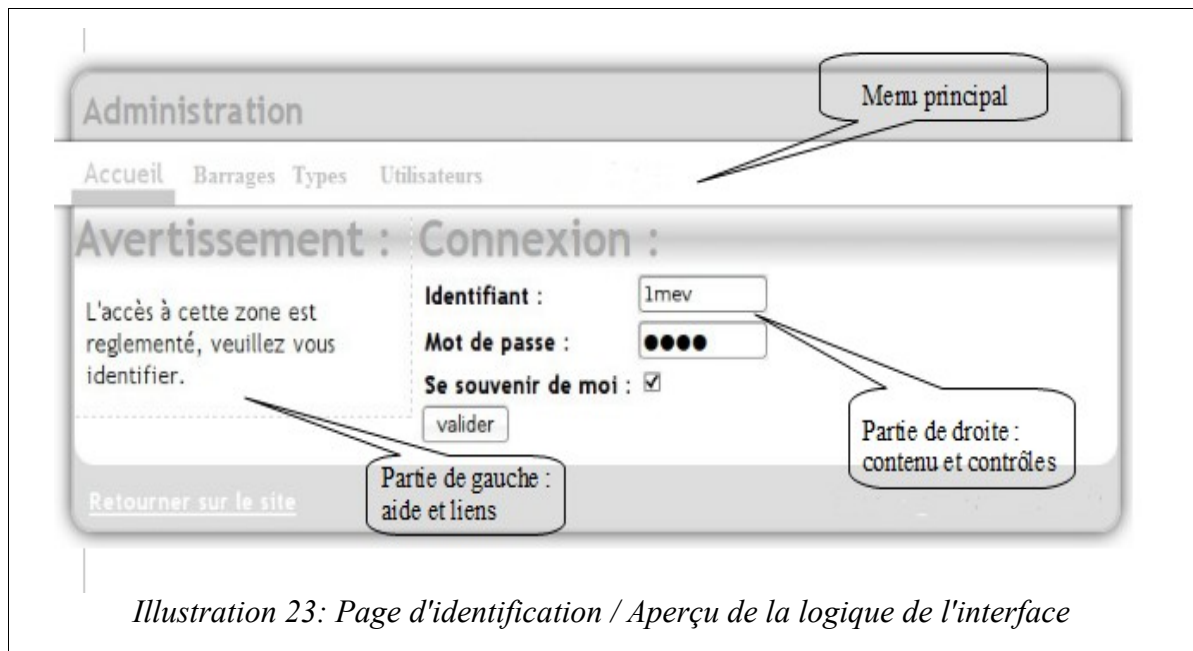 Administration
Menu principal
Accueil Barrages Types Utilisateurs
Avertissement :
L'accès à cette zone est
reglementé, veuillez vous
identifier.
Connexion :
Identifiant : 1mev
Mot de passe : ●●●●
Se souvenir de moi :
valider
Partie de gauche :
aide et liens
Partie de droite :
contenu et contrôles
Retourner sur le site
Illustration 23: Page d'identification / Aperçu de la logique de l'interface